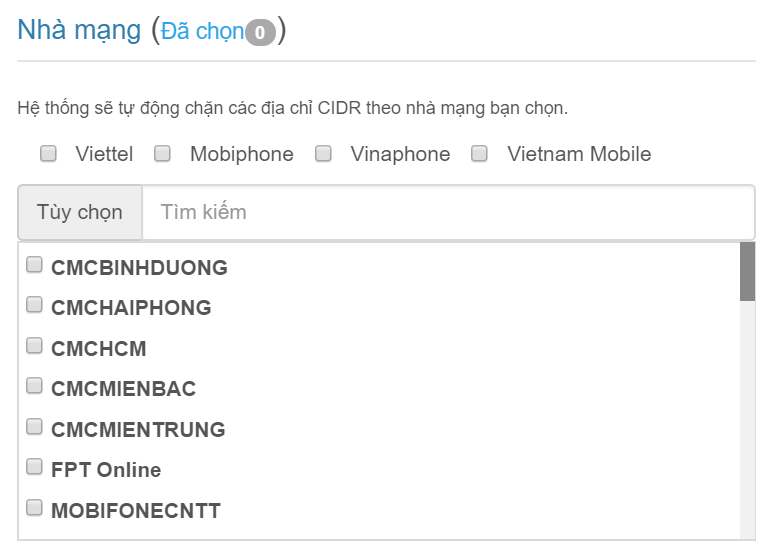 Nhà mạng (Đã chọn 0)
Hệ thống sẽ tự động chặn các địa chỉ CIDR theo nhà mạng bạn chọn.
Viettel Mobiphone Vinaphone Vietnam Mobile
Tùy chọn Tìm kiếm
CMCBINHDUONG
CMCHAIPHONG
CMCHCM
CMCMIENBAC
CMCMIENTRUNG
FPT Online
MOBIFONECNTT